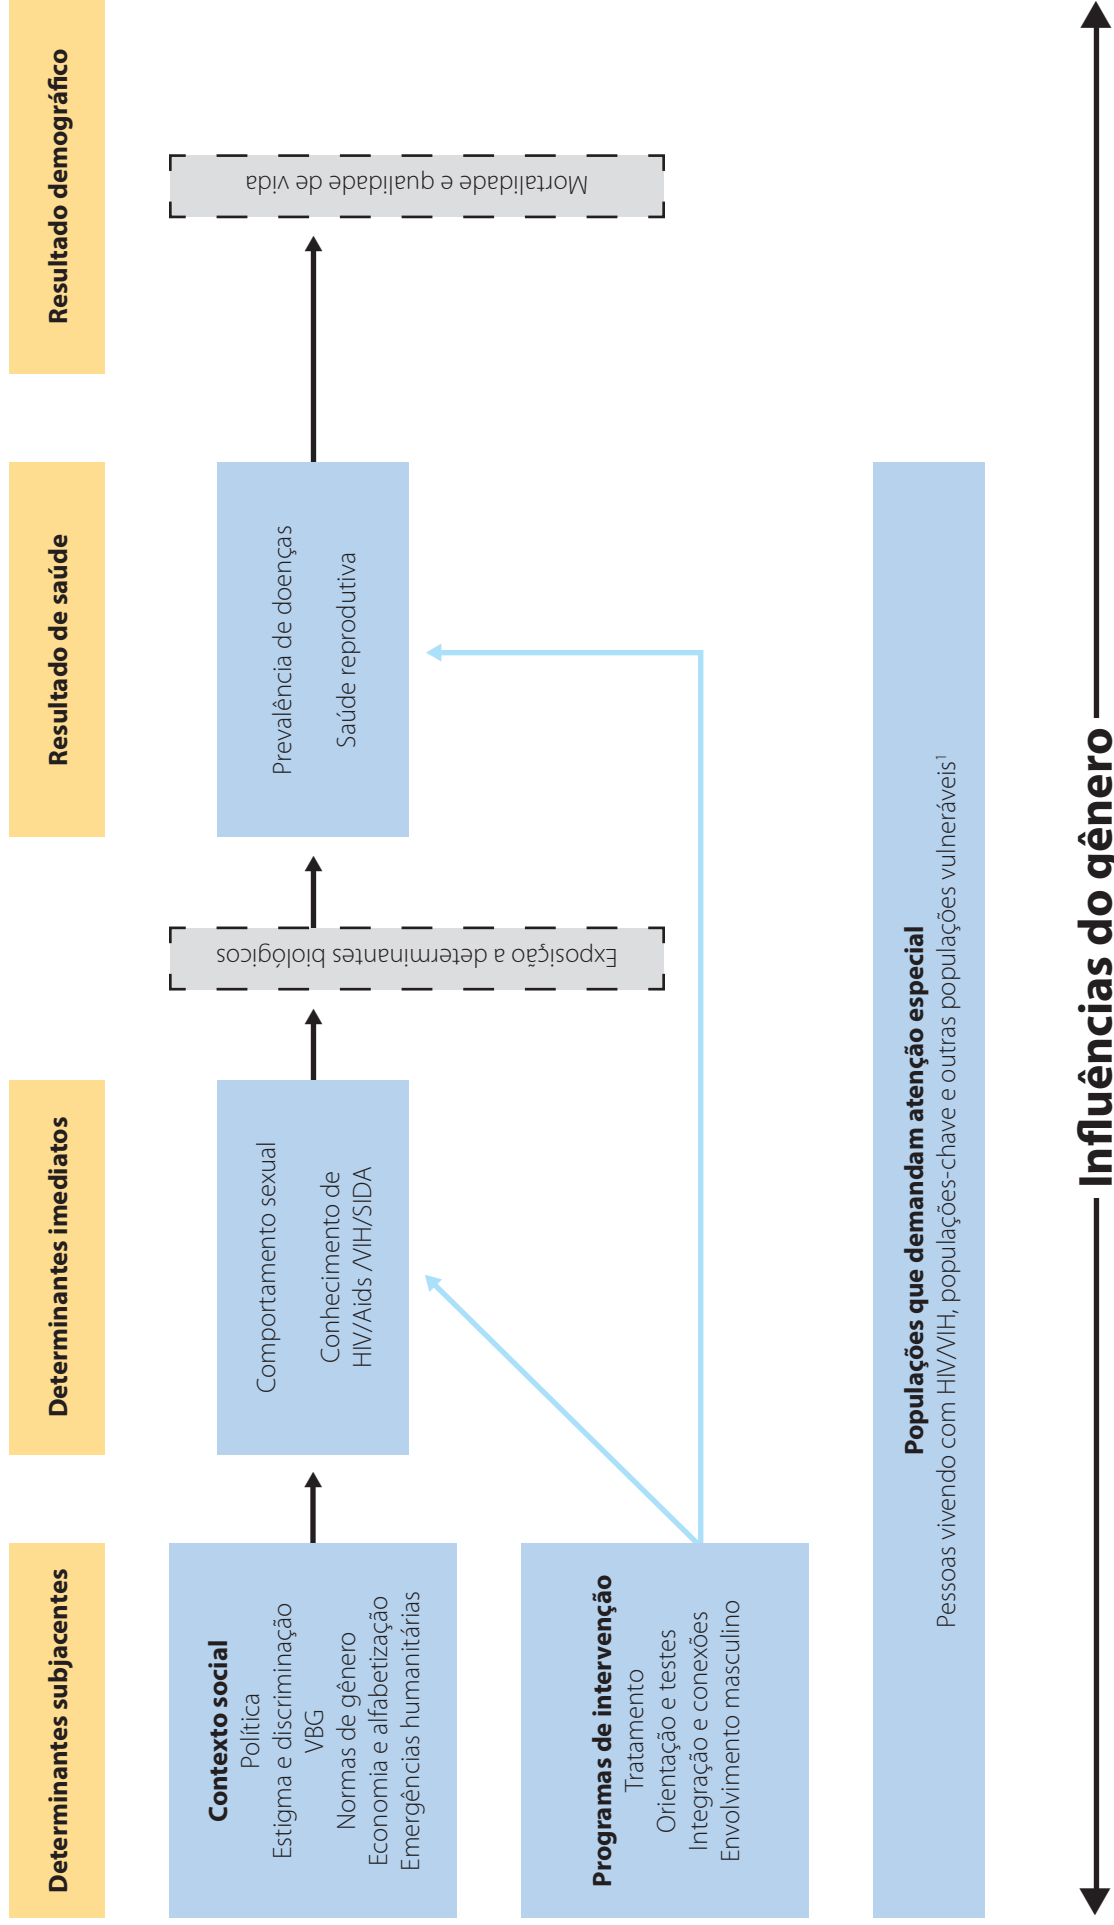 Determinantes subjacentes
Determinantes imediatos
Resultado de saúde
Resultado demográfico
Contexto social
Política
Estigma e discriminação
VBG
Normas de gênero
Economia e alfabetização
Emergências humanitárias
Comportamento sexual
Conhecimento de
HIV/Aids /VIH/SIDA
Exposição a determinantes biológicos
Prevalência de doenças
Saúde reprodutiva
Mortalidade e qualidade de vida
Programas de intervenção
Tratamento
Orientação e testes
Integração e conexões
Envolvimento masculino
Populações que demandam atenção especial
Pessoas vivendo com HIV/VIH, populações-chave e outras populações vulneráveis¹
Influências do gênero